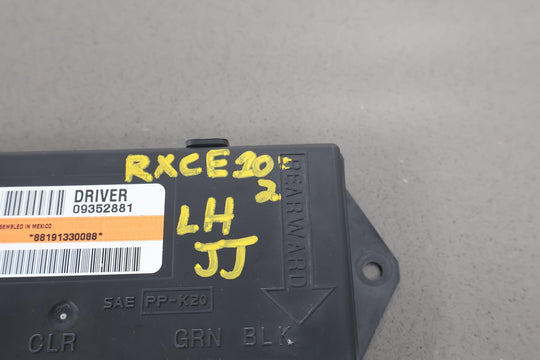 RXCE10-
2
DRIVER
09352881
LH
SEMBLED IN MEXICO
*88191330088*
JJ
REARWARD
SAE PP-K20
CLR GRN BLK